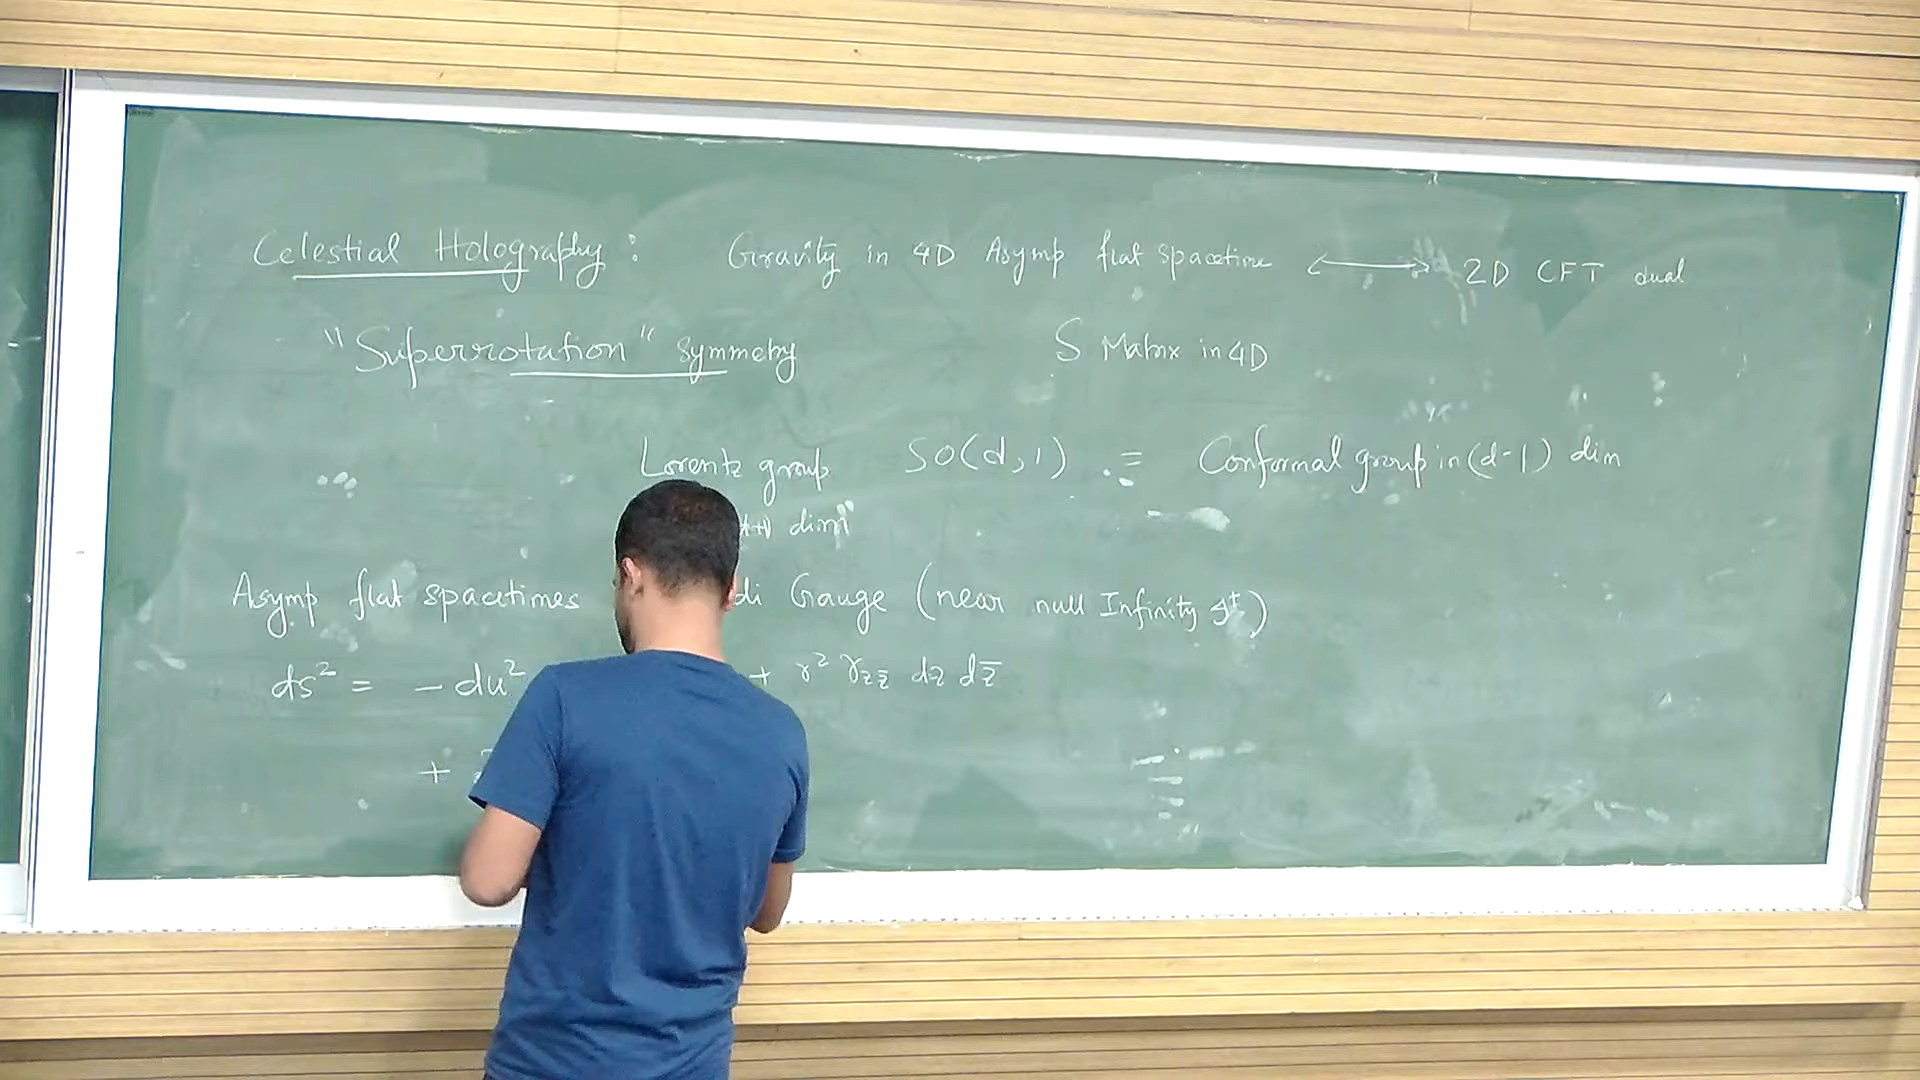 Celestial Holography : Gravity in 4D Asymp flat spacetime ⟷ 2D CFT dual
"Superrotation" symmetry S Matrix in 4D
Lorentz group SO(d,1) .= Conformal group in (d-1) dim
dim
Asymp flat spacetimes di Gauge (near null Infinity 𝓘⁺)
ds² = - du² + r² γ_{z z̄} dz dz̄
+